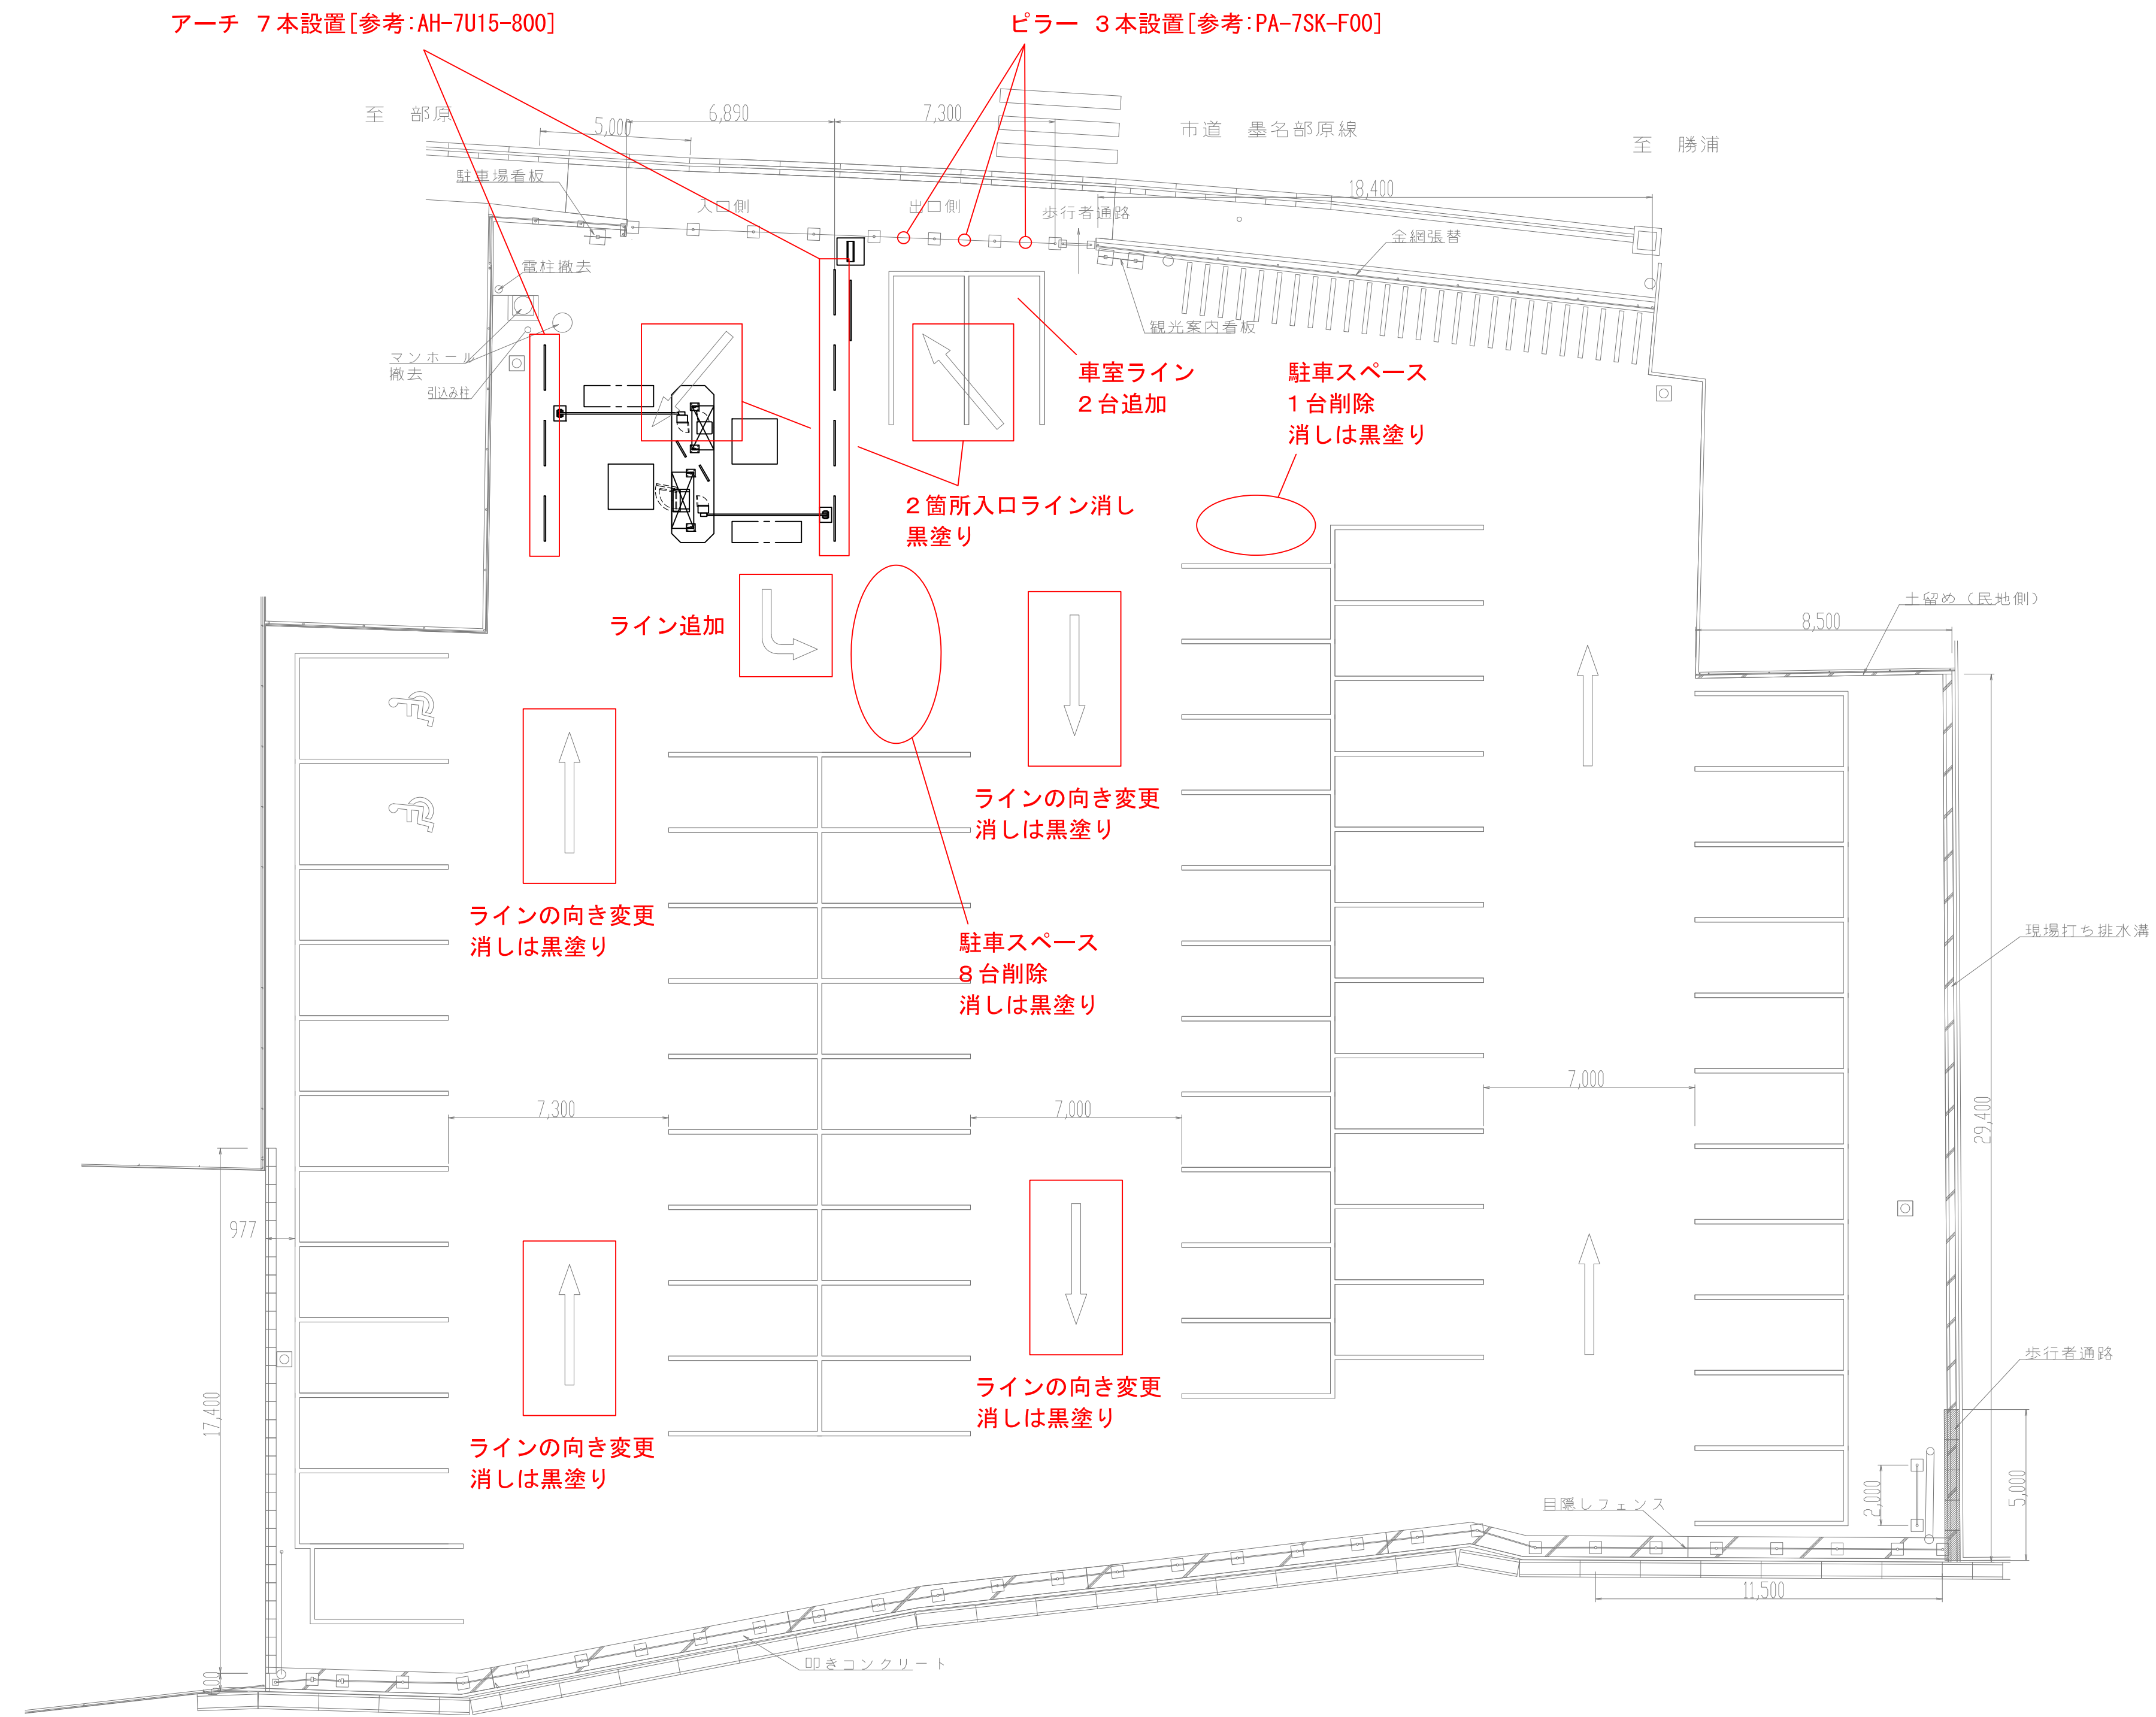 アーチ ７本設置[参考:AH-7U15-800]
ピラー ３本設置[参考:PA-7SK-F00]
至 部原
5,000
6,890
7,300
市道 墨名部原線
至 勝浦
駐車場看板
入口側
出口側
歩行者通路
18,400
金網張替
電柱撤去
観光案内看板
マンホール
撤去
引込み柱
車室ライン
２台追加
駐車スペース
１台削除
消しは黒塗り
２箇所入ロライン消し
黒塗り
ライン追加
土留め（民地側）
8,500
ラインの向き変更
消しは黒塗り
ラインの向き変更
消しは黒塗り
駐車スペース
８台削除
消しは黒塗り
現場打ち排水溝
7,300
7,000
7,000
29,400
977
17,400
歩行者通路
ラインの向き変更
消しは黒塗り
ラインの向き変更
消しは黒塗り
2,000
5,000
目隠しフェンス
11,500
叩きコンクリート